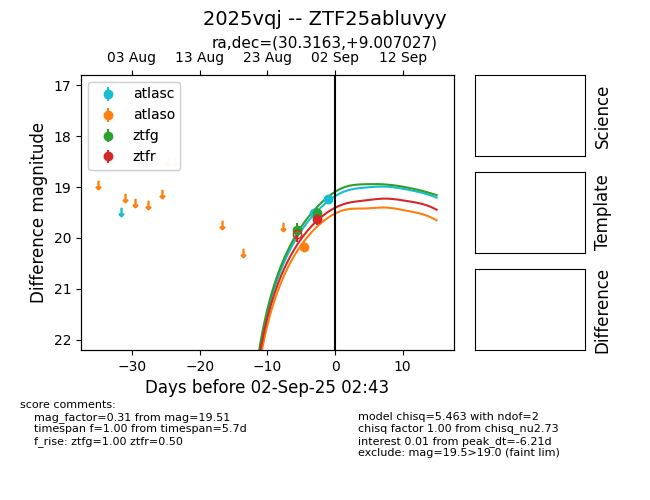 2025vqj -- ZTF25abluvyy
ra,dec=(30.3163,+9.007027)
03 Aug 13 Aug 23 Aug 02 Sep 12 Sep
atlasc
atlaso
ztfg
ztfr
17
18
19
20
21
22
Difference magnitude
−30 −20 −10 0 10
Days before 02-Sep-25 02:43
Science
Template
Difference
score comments:
mag_factor=0.31 from mag=19.51
timespan f=1.00 from timespan=5.7d
f_rise: ztfg=1.00 ztfr=0.50
model chisq=5.463 with ndof=2
chisq factor 1.00 from chisq_nu2.73
interest 0.01 from peak_dt=-6.21d
exclude: mag=19.5>19.0 (faint lim)